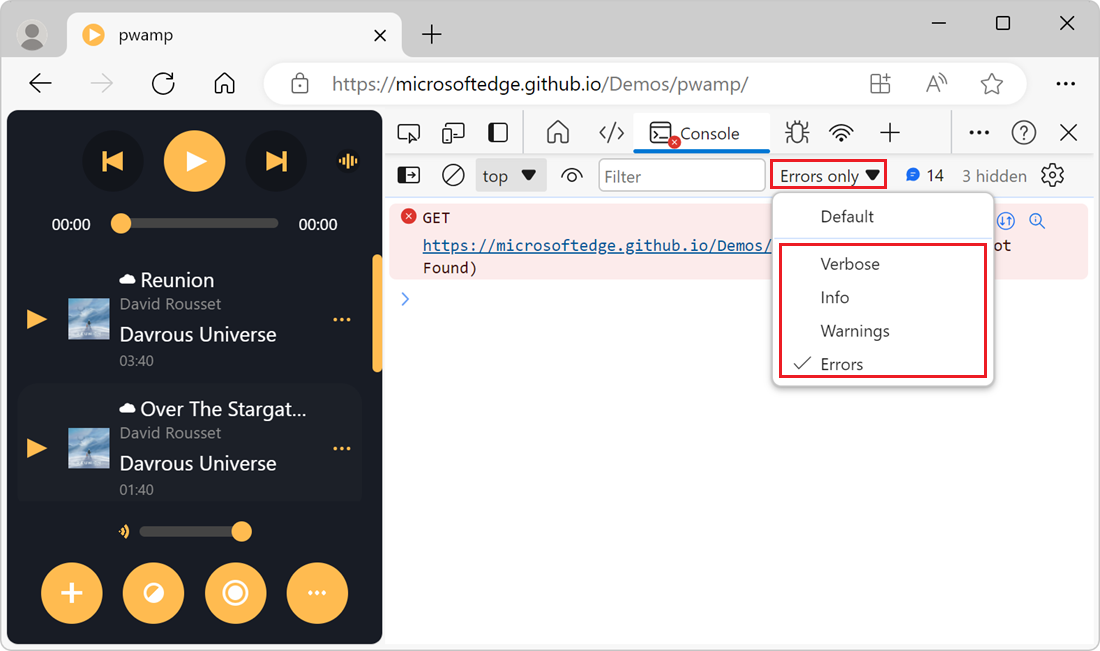 pwamp
https://microsoftedge.github.io/Demos/pwamp/
Console
top
Filter
Errors only
14
3 hidden
Default
Verbose
Info
Warnings
Errors
GET
https://microsoftedge.github.io/Demos/
Found)
00:00
00:00
Reunion
David Rousset
Davrous Universe
03:40
Over The Stargat...
David Rousset
Davrous Universe
01:40